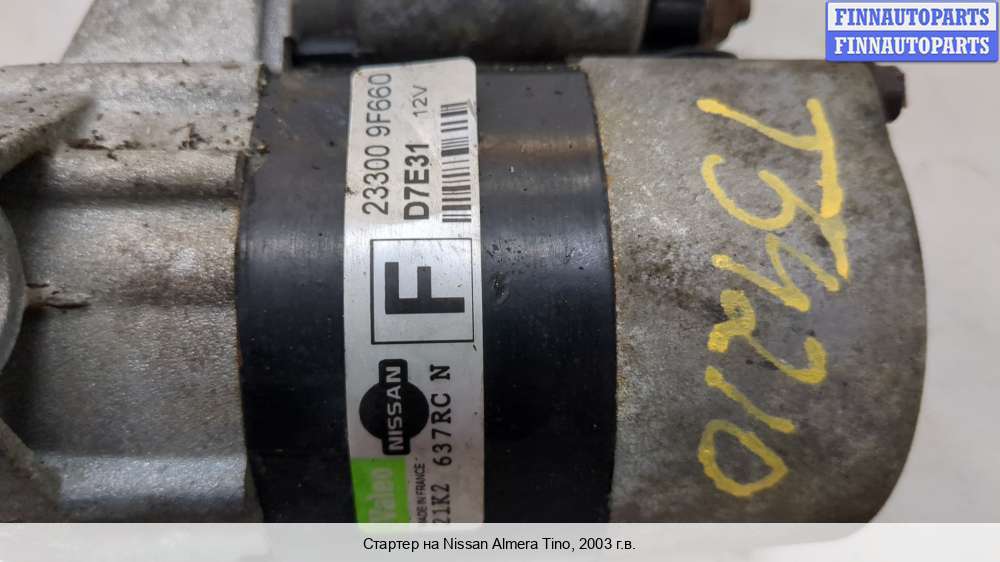 FINNAUTOPARTS
FINNAUTOPARTS
23300 9F660
D7E31 12V
F
NISSAN
Valeo
MADE IN FRANCE
21K2 637RC N
Стартер на Nissan Almera Tino, 2003 г.в.